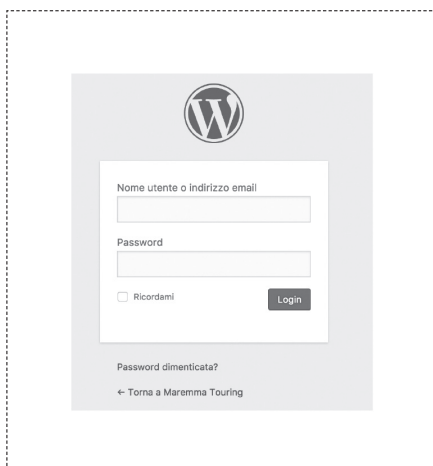 Nome utente o indirizzo email
Password
Ricordami
Login
Password dimenticata?
← Torna a Maremma Touring